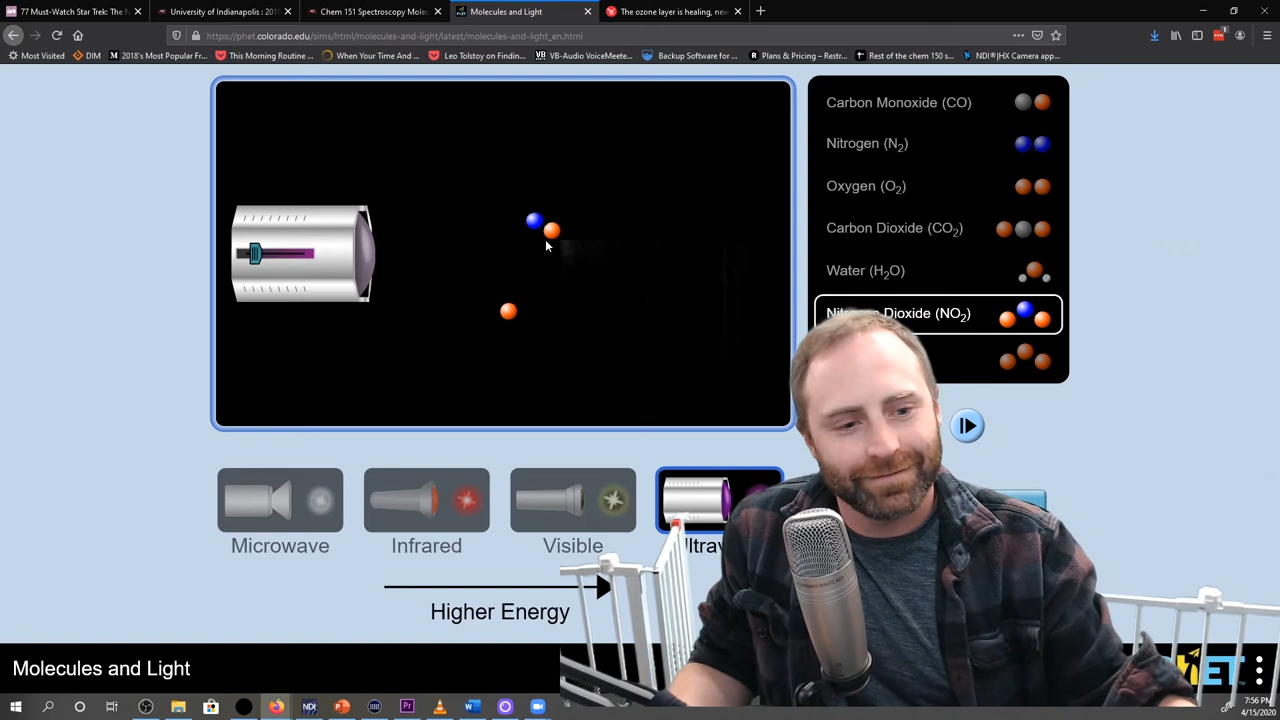 77 Must-Watch Star Trek: The N
University of Indianapolis : 201
Chem 151 Spectroscopy Molec
Molecules and Light
The ozone layer is healing, new
https://phet.colorado.edu/sims/html/molecules-and-light/latest/molecules-and-light_en.html
Most Visited
DIM
2018's Most Popular Fr...
This Morning Routine ...
When Your Time And ...
Leo Tolstoy on Findin...
VB-Audio VoiceMeete...
Backup Software for ...
Plans & Pricing – Restr...
Rest of the chem 150 s...
NDI®|HX Camera app...
Carbon Monoxide (CO)
Nitrogen (N2)
Oxygen (O2)
Carbon Dioxide (CO2)
Water (H2O)
Dioxide (NO2)
Microwave
Infrared
Visible
Higher Energy
Molecules and Light
7:56 PM
4/15/2020